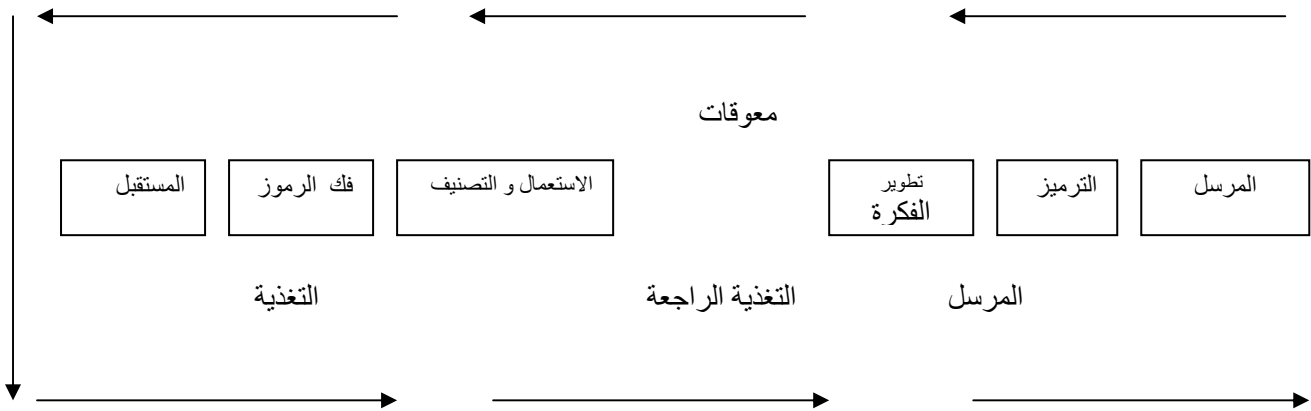 معوقات
المرسل
الترميز
تطوير
الفكرة
الاستعمال و التصنيف
فك الرموز
المستقبل
المرسل
التغذية الراجعة
التغذية